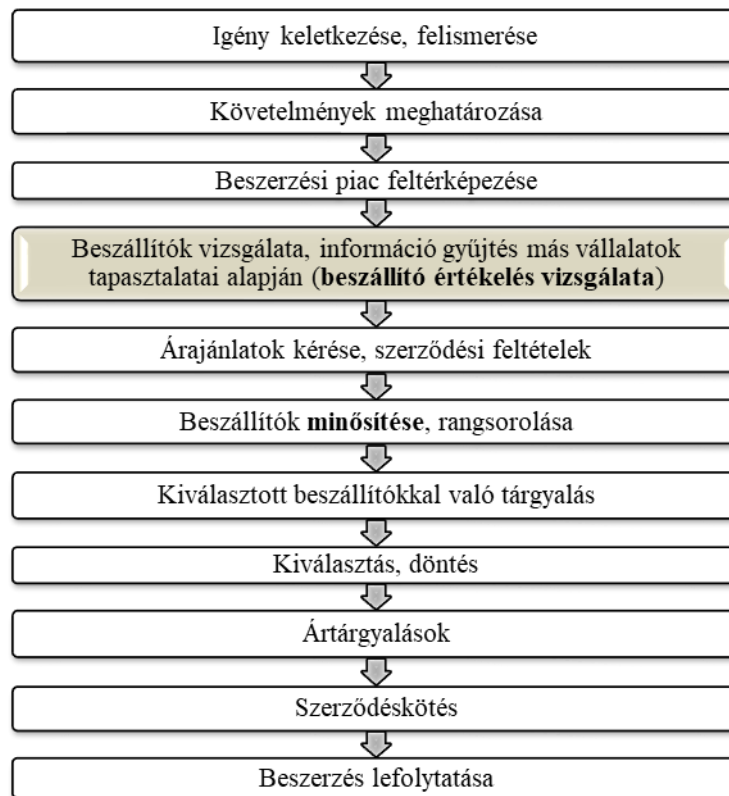 Igény keletkezése, felismerése
Követelmények meghatározása
Beszerzési piac feltérképezése
Beszállítók vizsgálata, információ gyűjtés más vállalatok
tapasztalatai alapján (beszállító értékelés vizsgálata)
Árajánlatok kérése, szerződési feltételek
Beszállítók minősítése, rangsorolása
Kiválasztott beszállítókkal való tárgyalás
Kiválasztás, döntés
Ártárgyalások
Szerződéskötés
Beszerzés lefolytatása